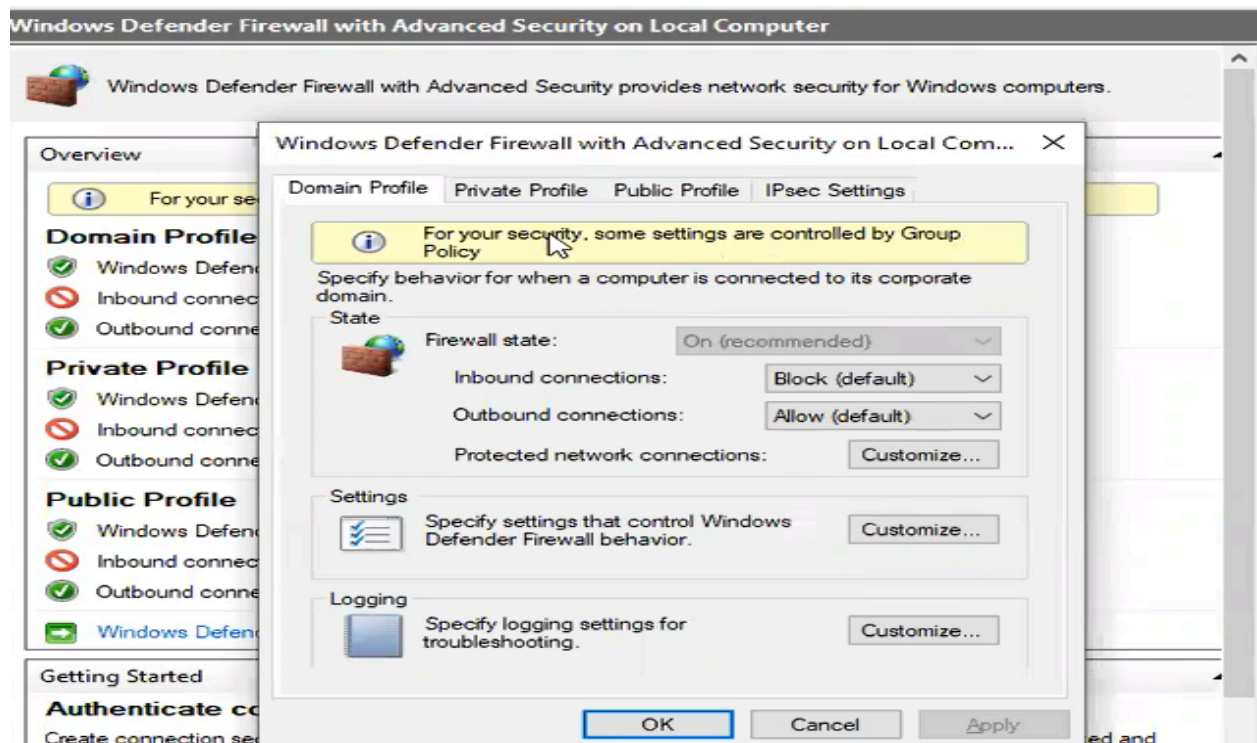 Windows Defender Firewall with Advanced Security on Local Computer
Windows Defender Firewall with Advanced Security provides network security for Windows computers.
Overview
For your se
Domain Profile
Windows Defen
Inbound connec
Outbound conne
Private Profile
Windows Defen
Inbound connec
Outbound conne
Public Profile
Windows Defen
Inbound connec
Outbound conne
Windows Defen
Getting Started
Authenticate co
Create connection sec
ed and
Windows Defender Firewall with Advanced Security on Local Com...
Domain Profile Private Profile Public Profile IPsec Settings
For your security, some settings are controlled by Group
Policy
Specify behavior for when a computer is connected to its corporate
domain.
State
Firewall state: On (recommended)
Inbound connections: Block (default)
Outbound connections: Allow (default)
Protected network connections: Customize...
Settings
Specify settings that control Windows
Defender Firewall behavior.
Customize...
Logging
Specify logging settings for
troubleshooting.
Customize...
OK Cancel Apply